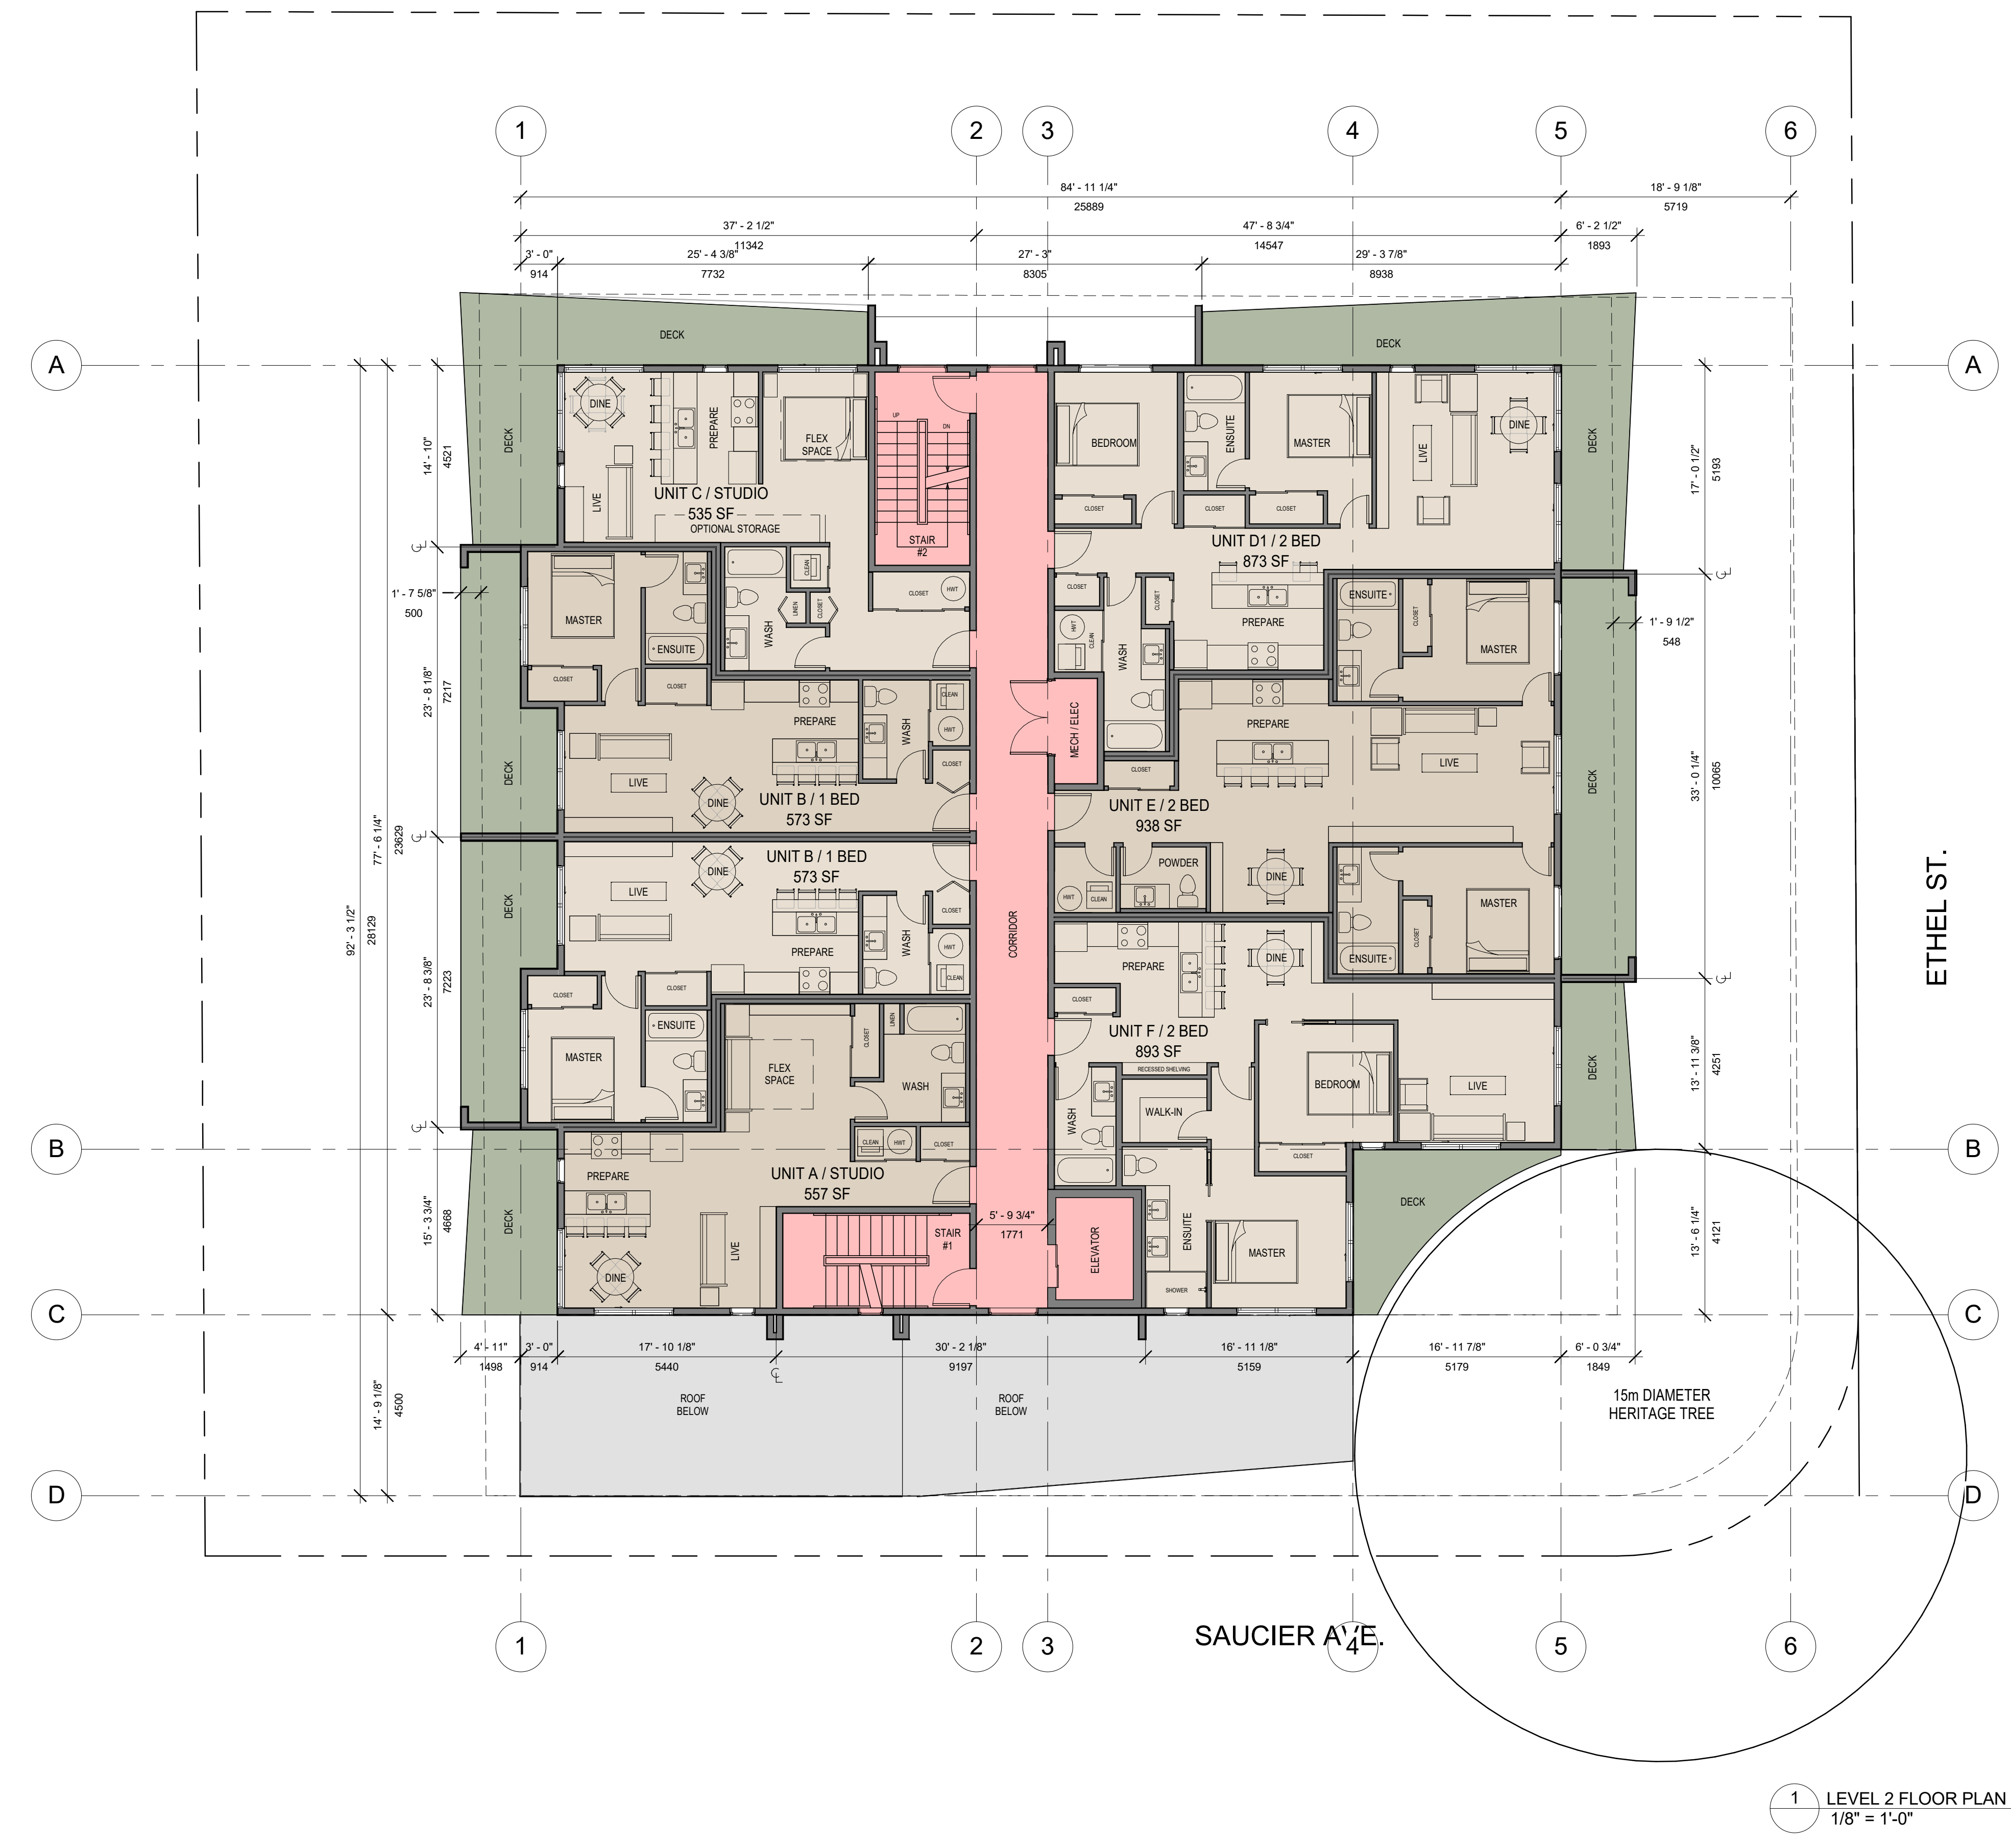 1
2
3
4
5
6
84' - 11 1/4"
25889
18' - 9 1/8"
5719
37' - 2 1/2"
11342
47' - 8 3/4"
14547
6' - 2 1/2"
1893
3' - 0"
914
25' - 4 3/8"
7732
27' - 3"
8305
29' - 3 7/8"
8938
DECK
DECK
A
A
DECK
DINE
PREPARE
FLEX
SPACE
LIVE
UNIT C / STUDIO
535 SF
OPTIONAL STORAGE
UP
DN
STAIR
#2
BEDROOM
ENSUITE
MASTER
LIVE
DINE
DECK
CLOSET
CLOSET
CLOSET
UNIT D1 / 2 BED
873 SF
14' - 10"
4521
17' - 0 1/2"
5193
1' - 7 5/8"
500
1' - 9 1/2"
548
MASTER
ENSUITE
CLOSET
CLOSET
WASH
LINEN
CLOSET
CLEAN
CLOSET
HWT
CLOSET
HWT
CLEAN
WASH
CLOSET
PREPARE
ENSUITE
CLOSET
MASTER
23' - 8 1/8"
7217
DECK
PREPARE
WASH
CLEAN
HWT
CLOSET
LIVE
DINE
UNIT B / 1 BED
573 SF
MECH / ELEC
CLOSET
PREPARE
LIVE
DECK
UNIT E / 2 BED
938 SF
33' - 0 1/4"
10065
77' - 6 1/4"
23629
92' - 3 1/2"
28129
UNIT B / 1 BED
573 SF
DECK
LIVE
DINE
PREPARE
WASH
CLOSET
HWT
CLEAN
CORRIDOR
HWT
CLEAN
POWDER
DINE
MASTER
CLOSET
ENSUITE
ETHEL ST.
23' - 8 3/8"
7223
CLOSET
CLOSET
ENSUITE
MASTER
FLEX
SPACE
CLOSET
LINEN
WASH
CLEAN
HWT
CLOSET
PREPARE
DINE
CLOSET
UNIT F / 2 BED
893 SF
RECESSED SHELVING
WASH
WALK-IN
BEDROOM
LIVE
DECK
CLOSET
13' - 11 3/8"
4251
B
B
PREPARE
UNIT A / STUDIO
557 SF
DECK
DINE
LIVE
STAIR
#1
5' - 9 3/4"
1771
ELEVATOR
ENSUITE
SHOWER
MASTER
DECK
15' - 3 3/4"
4668
13' - 6 1/4"
4121
C
C
4' - 11"
1498
3' - 0"
914
17' - 10 1/8"
5440
30' - 2 1/8"
9197
16' - 11 1/8"
5159
16' - 11 7/8"
5179
6' - 0 3/4"
1849
14' - 9 1/8"
4500
ROOF
BELOW
ROOF
BELOW
15m DIAMETER
HERITAGE TREE
D
D
SAUCIER AVE.
1
2
3
4
5
6
1
LEVEL 2 FLOOR PLAN
1/8" = 1'-0"